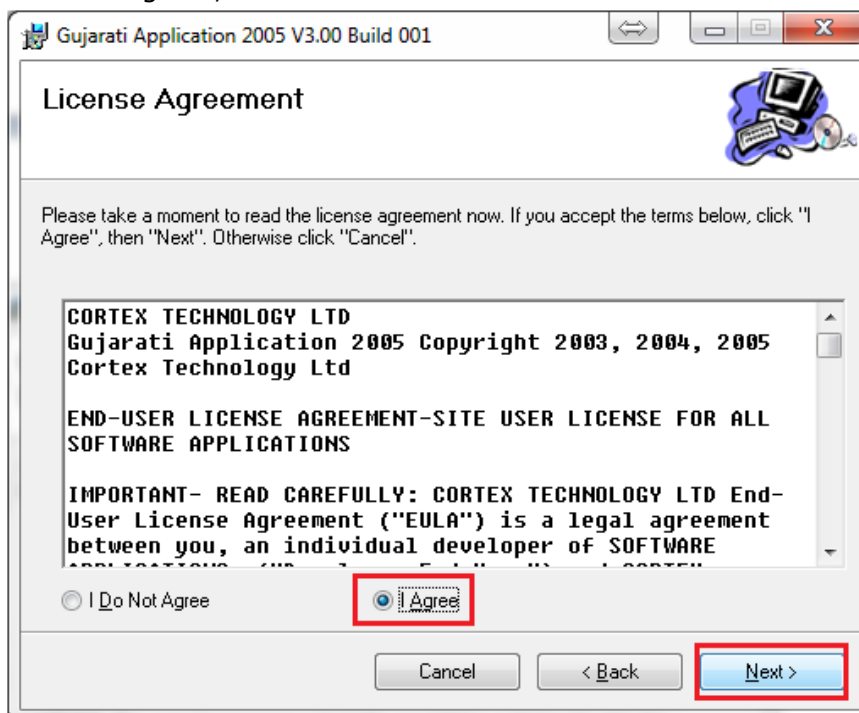 Gujarati Application 2005 V3.00 Build 001
License Agreement
Please take a moment to read the license agreement now. If you accept the terms below, click "I
Agree", then "Next". Otherwise click "Cancel".
CORTEX TECHNOLOGY LTD
Gujarati Application 2005 Copyright 2003, 2004, 2005
Cortex Technology Ltd
END-USER LICENSE AGREEMENT-SITE USER LICENSE FOR ALL
SOFTWARE APPLICATIONS
IMPORTANT- READ CAREFULLY: CORTEX TECHNOLOGY LTD End-
User License Agreement ("EULA") is a legal agreement
between you, an individual developer of SOFTWARE
I Do Not Agree
I Agree
Cancel
< Back
Next >